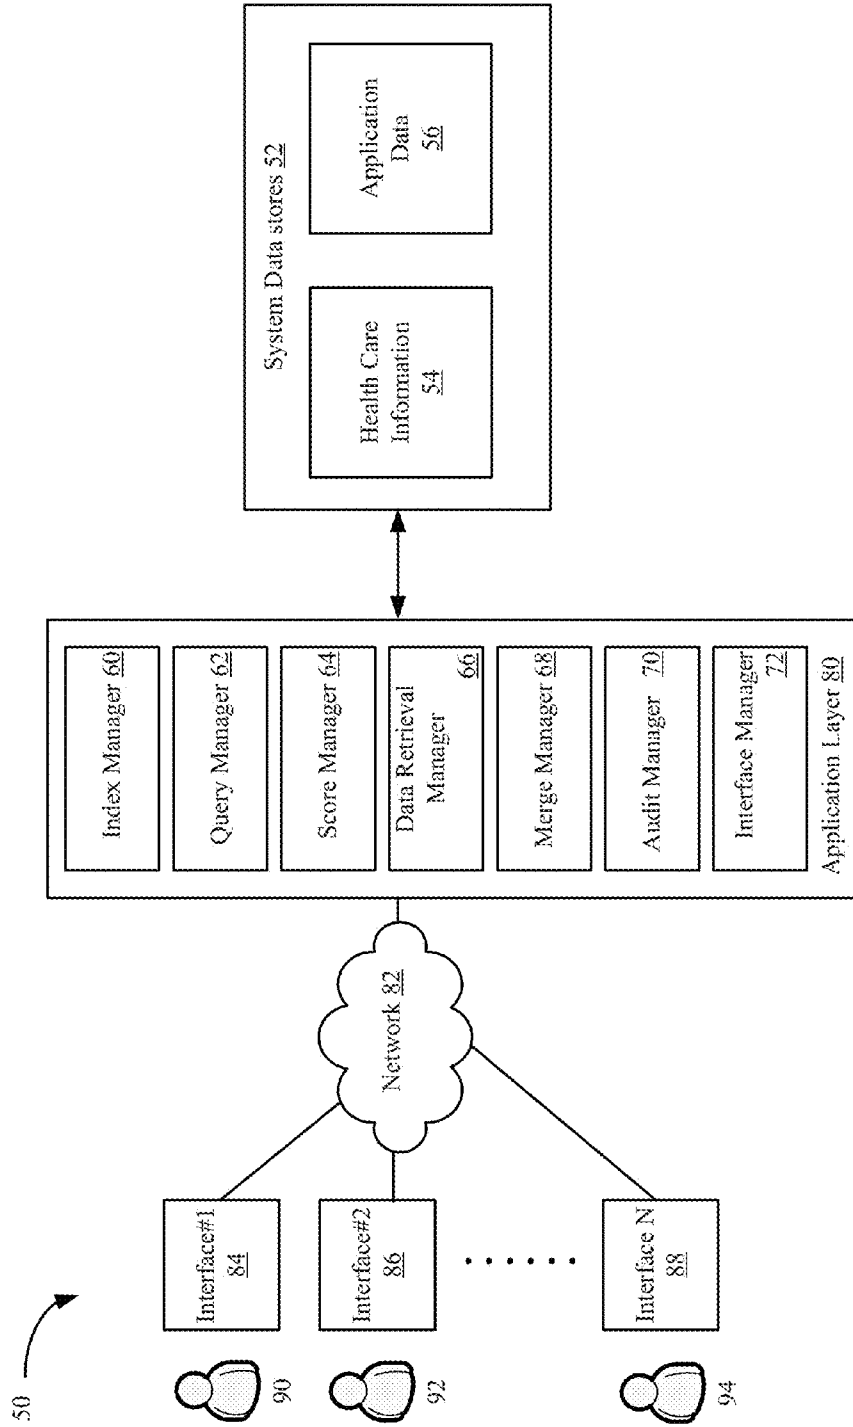 50
90
92
94
Interface#1
84
Interface#2
86
Interface N
88
Network 82
Index Manager 60
Query Manager 62
Score Manager 64
Data Retrieval
Manager
66
Merge Manager 68
Audit Manager 70
Interface Manager
72
Application Layer 80
System Data stores 52
Health Care
Information
54
Application
Data
56